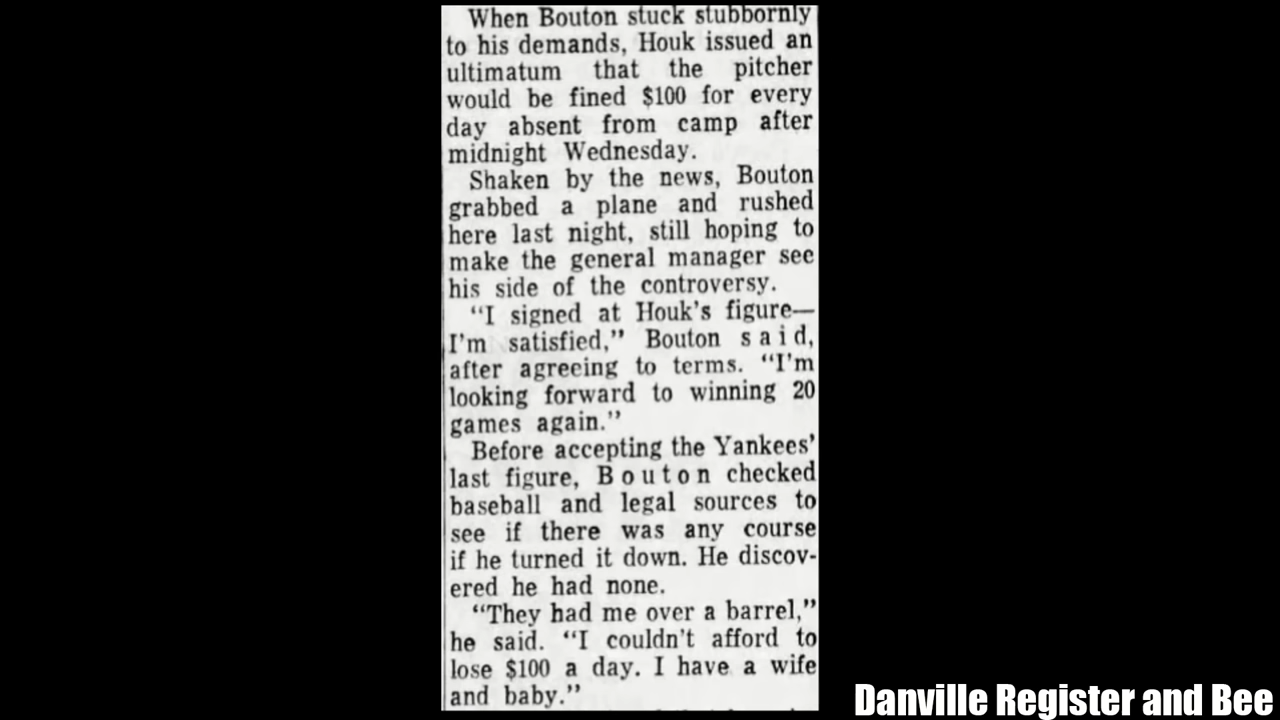 When Bouton stuck stubbornly
to his demands, Houk issued an
ultimatum that the pitcher
would be fined $100 for every
day absent from camp after
midnight Wednesday.
Shaken by the news, Bouton
grabbed a plane and rushed
here last night, still hoping to
make the general manager see
his side of the controversy.
“I signed at Houk’s figure—
I’m satisfied,” Bouton said,
after agreeing to terms. “I’m
looking forward to winning 20
games again.”
Before accepting the Yankees’
last figure, Bouton checked
baseball and legal sources to
see if there was any course
if he turned it down. He discov-
ered he had none.
“They had me over a barrel,”
he said. “I couldn’t afford to
lose $100 a day. I have a wife
and baby.”
Danville Register and Bee